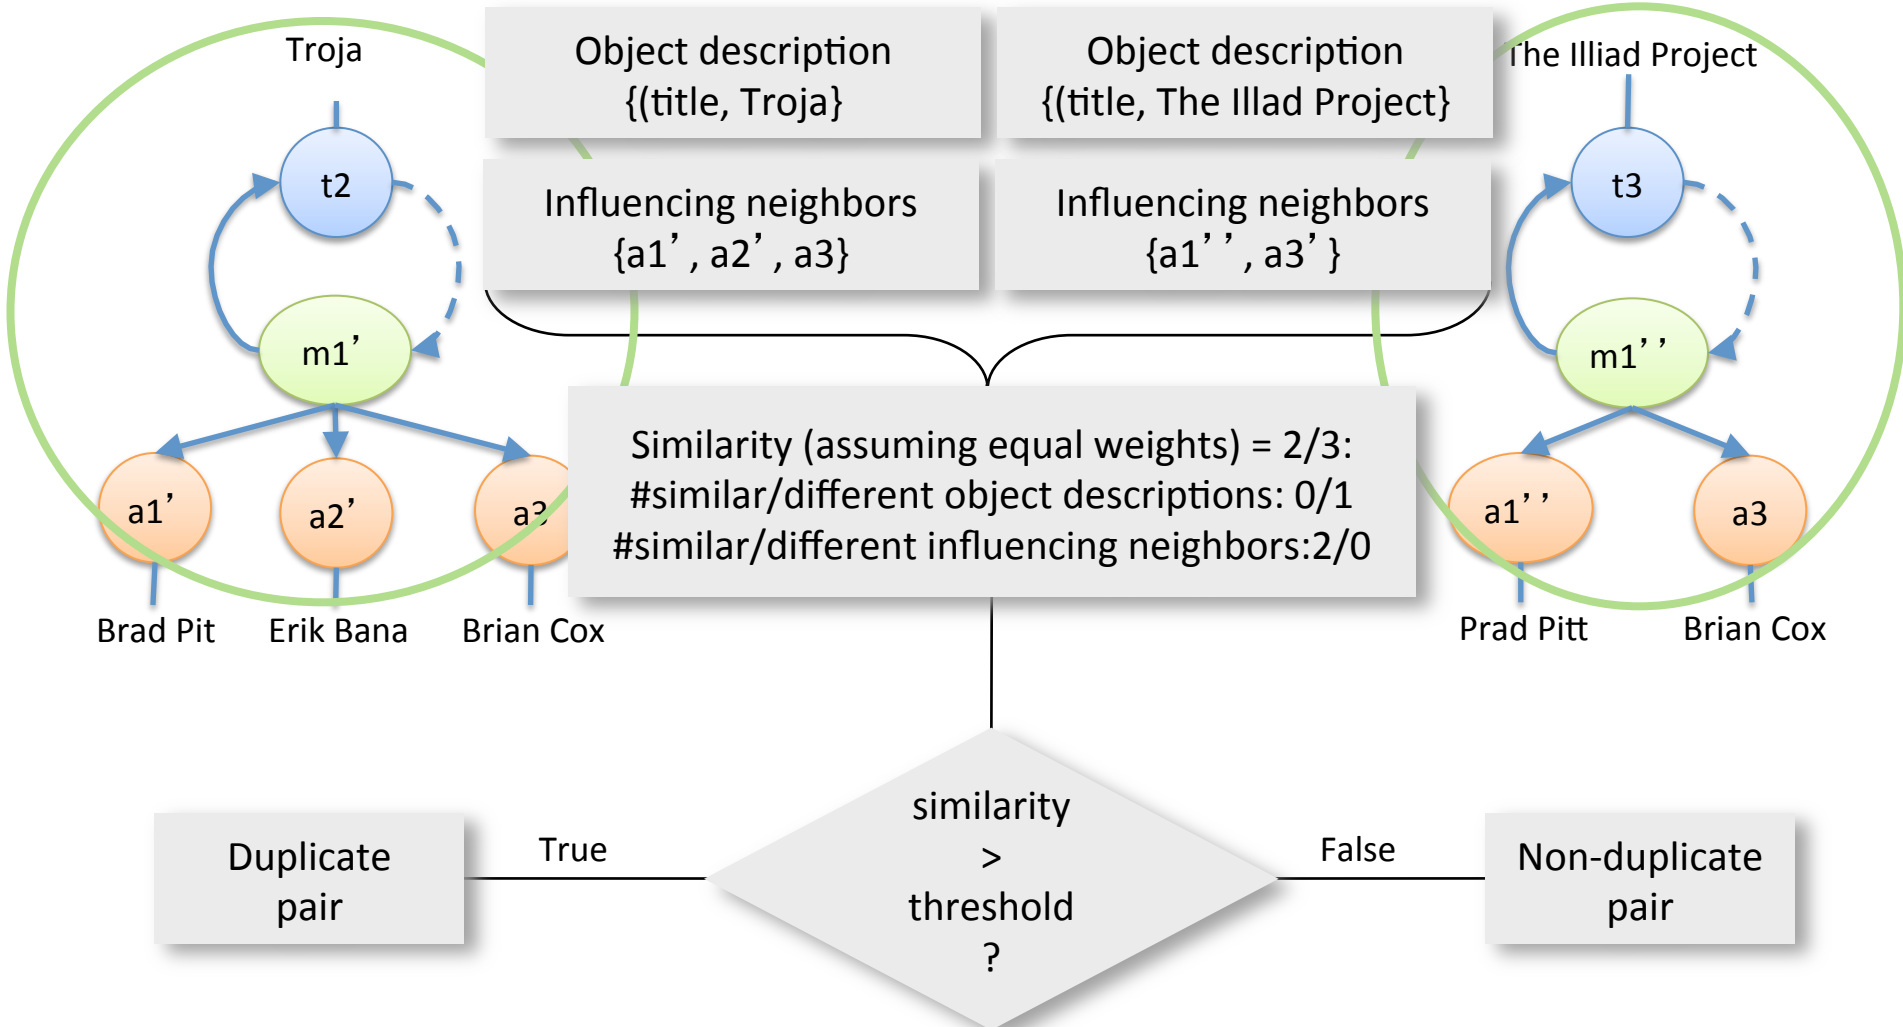 Troja
Object description
{(title, Troja}
Object description
{(title, The Illad Project}
The Illiad Project
t2
Influencing neighbors
{a1’, a2’, a3}
Influencing neighbors
{a1’’, a3’ }
t3
m1’
m1’’
Similarity (assuming equal weights) = 2/3:
#similar/different object descriptions: 0/1
#similar/different influencing neighbors:2/0
a1’
a2’
a3
a1’’
a3
Brad Pit
Erik Bana
Brian Cox
Prad Pitt
Brian Cox
similarity
>
threshold
?
True
False
Duplicate
pair
Non-duplicate
pair